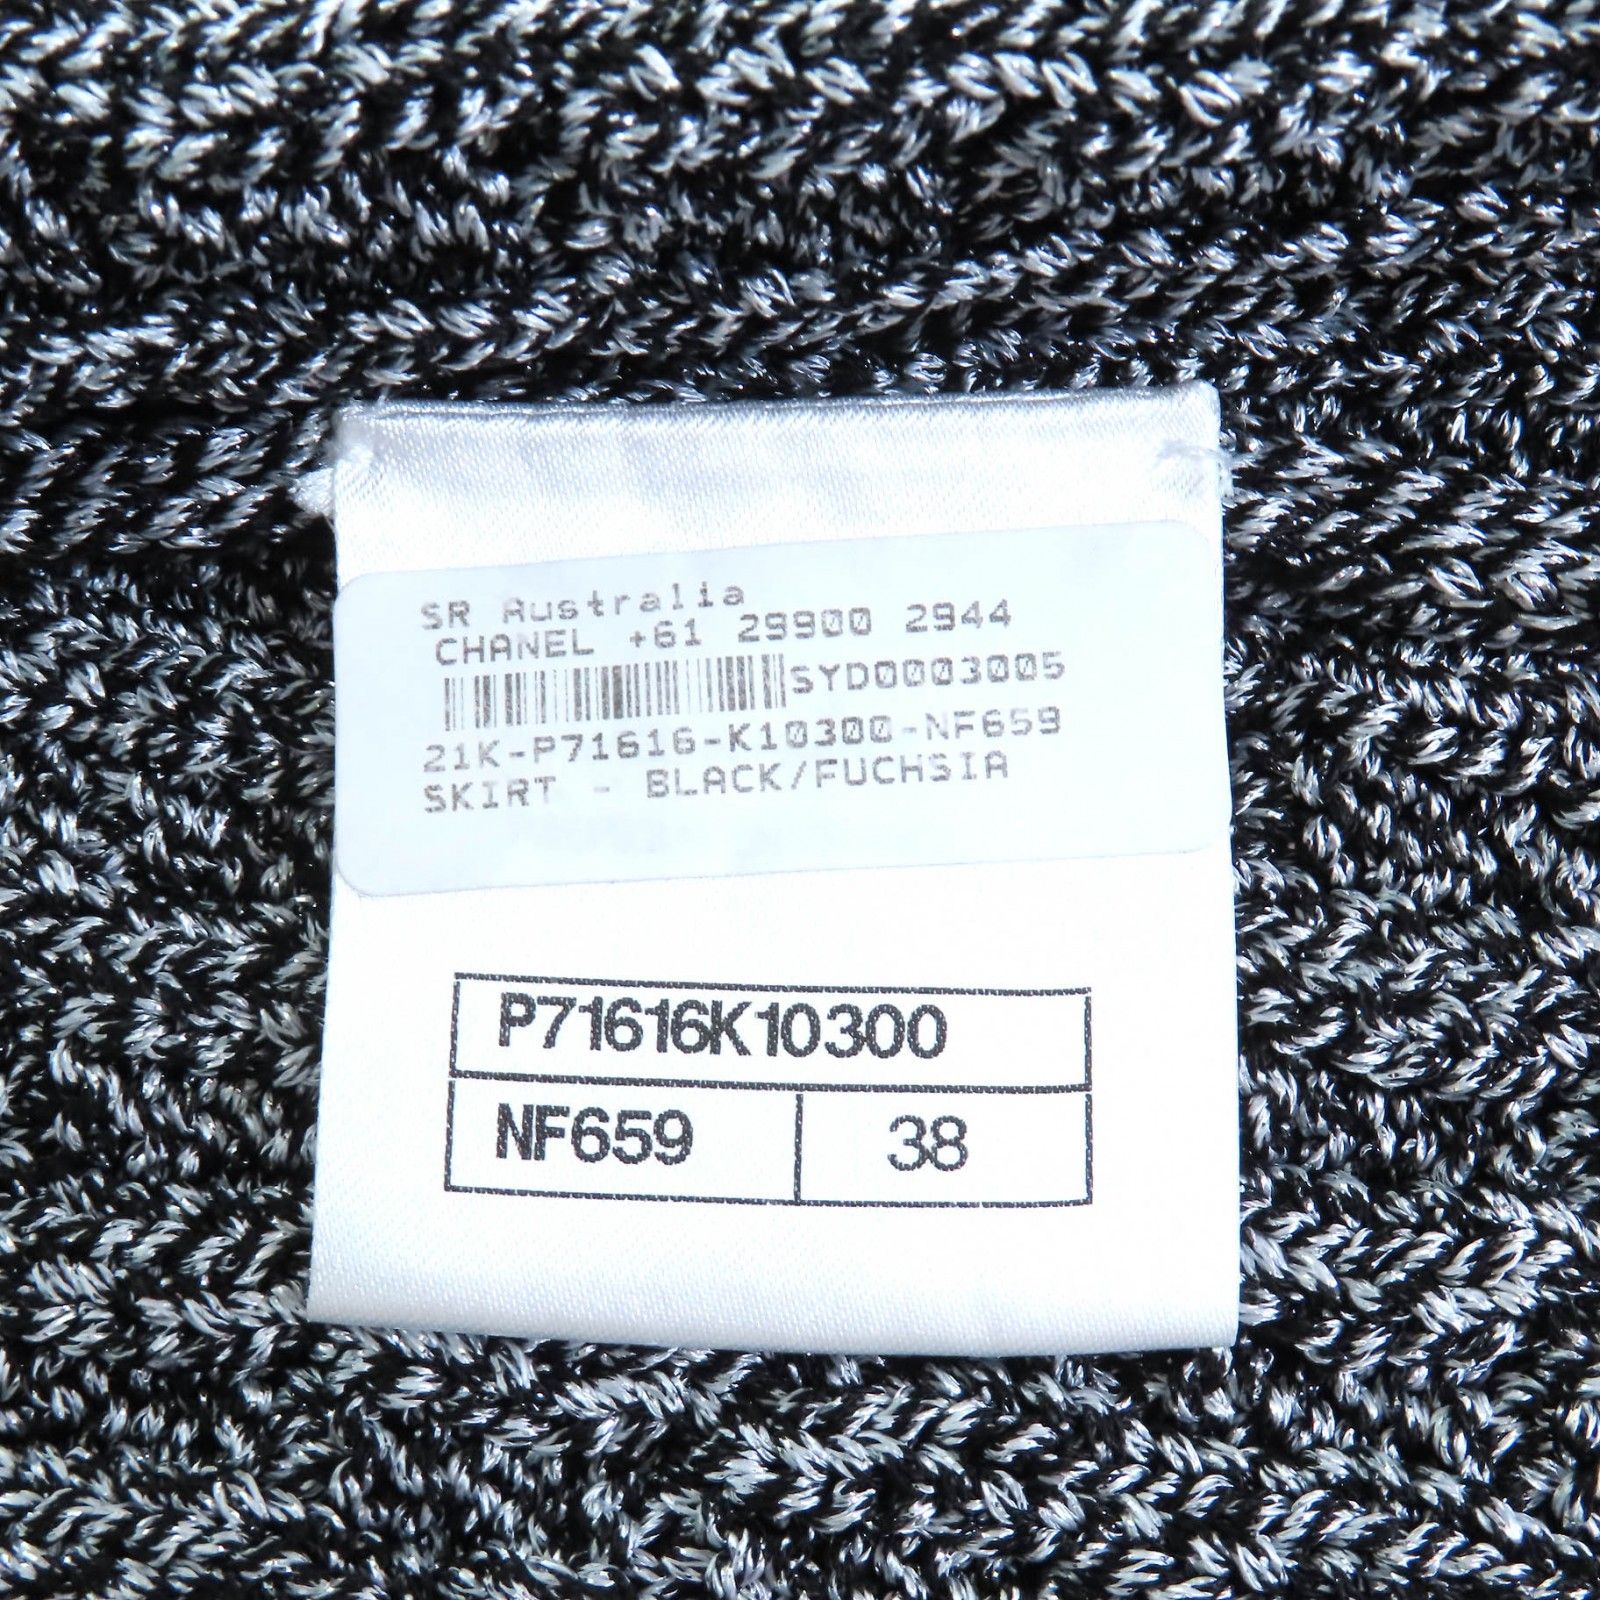 SR Australia
CHANEL +61 29900 2944
SYD0003005
21K-P71616-K10300-NF659
SKIRT - BLACK/FUCHSIA
P71616K10300
NF659 38